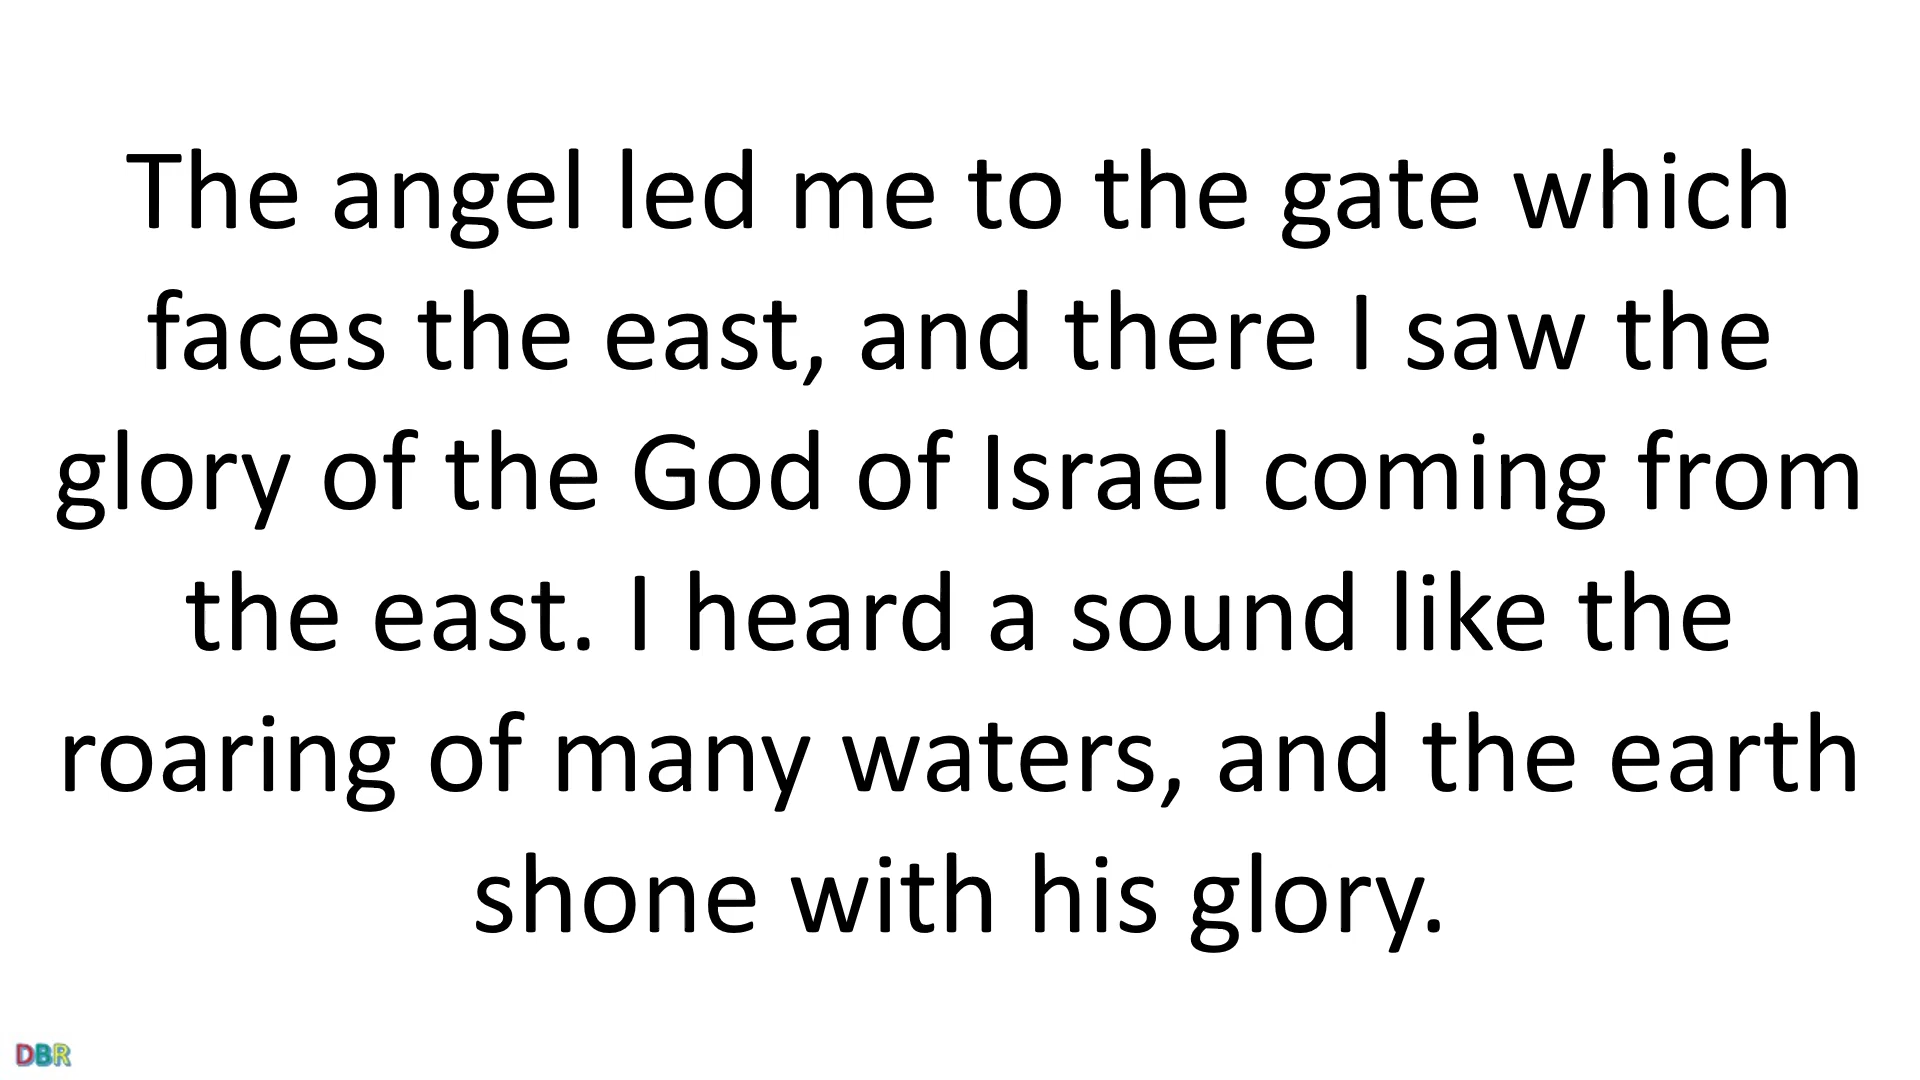 The angel led me to the gate which
faces the east, and there I saw the
glory of the God of Israel coming from
the east. I heard a sound like the
roaring of many waters, and the earth
shone with his glory.
DBR